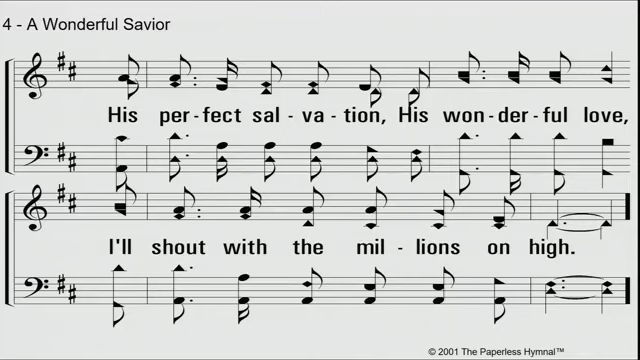 4 - A Wonderful Savior
His per - fect sal - va - tion, His won - der - ful love,
I'll shout with the mil - lions on high.
© 2001 The Paperless Hymnal™